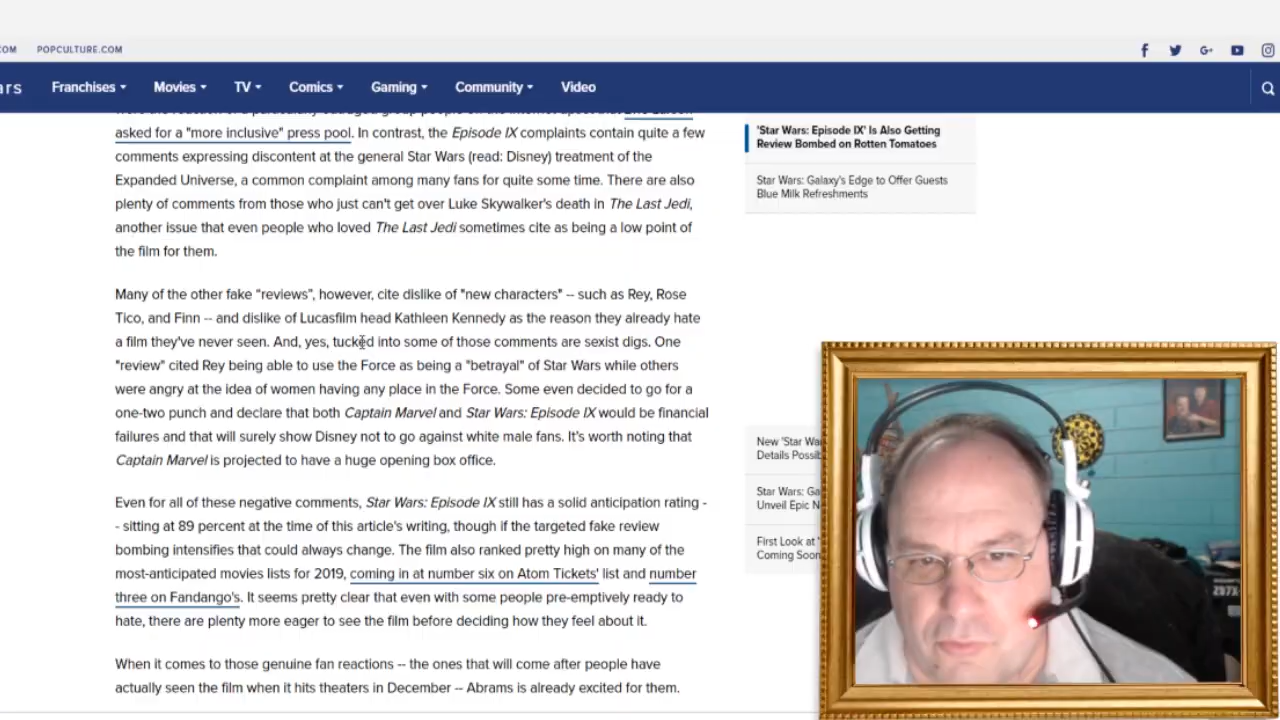 COM POPCULTURE.COM
ars Franchises Movies TV Comics Gaming Community Video
asked for a "more inclusive" press pool. In contrast, the Episode IX complaints contain quite a few
comments expressing discontent at the general Star Wars (read: Disney) treatment of the
Expanded Universe, a common complaint among many fans for quite some time. There are also
plenty of comments from those who just can't get over Luke Skywalker's death in The Last Jedi,
another issue that even people who loved The Last Jedi sometimes cite as being a low point of
the film for them.
Many of the other fake “reviews”, however, cite dislike of "new characters" -- such as Rey, Rose
Tico, and Finn -- and dislike of Lucasfilm head Kathleen Kennedy as the reason they already hate
a film they've never seen. And, yes, tucked into some of those comments are sexist digs. One
"review" cited Rey being able to use the Force as being a "betrayal" of Star Wars while others
were angry at the idea of women having any place in the Force. Some even decided to go for a
one-two punch and declare that both Captain Marvel and Star Wars: Episode IX would be financial
failures and that will surely show Disney not to go against white male fans. It's worth noting that
Captain Marvel is projected to have a huge opening box office.
Even for all of these negative comments, Star Wars: Episode IX still has a solid anticipation rating -
- sitting at 89 percent at the time of this article's writing, though if the targeted fake review
bombing intensifies that could always change. The film also ranked pretty high on many of the
most-anticipated movies lists for 2019, coming in at number six on Atom Tickets' list and number
three on Fandango's. It seems pretty clear that even with some people pre-emptively ready to
hate, there are plenty more eager to see the film before deciding how they feel about it.
When it comes to those genuine fan reactions -- the ones that will come after people have
actually seen the film when it hits theaters in December -- Abrams is already excited for them.
'Star Wars: Episode IX' Is Also Getting
Review Bombed on Rotten Tomatoes
Star Wars: Galaxy's Edge to Offer Guests
Blue Milk Refreshments
New 'Star Wa
Details Possib
Star Wars: Ga
Unveil Epic N
First Look at '
Coming Soon